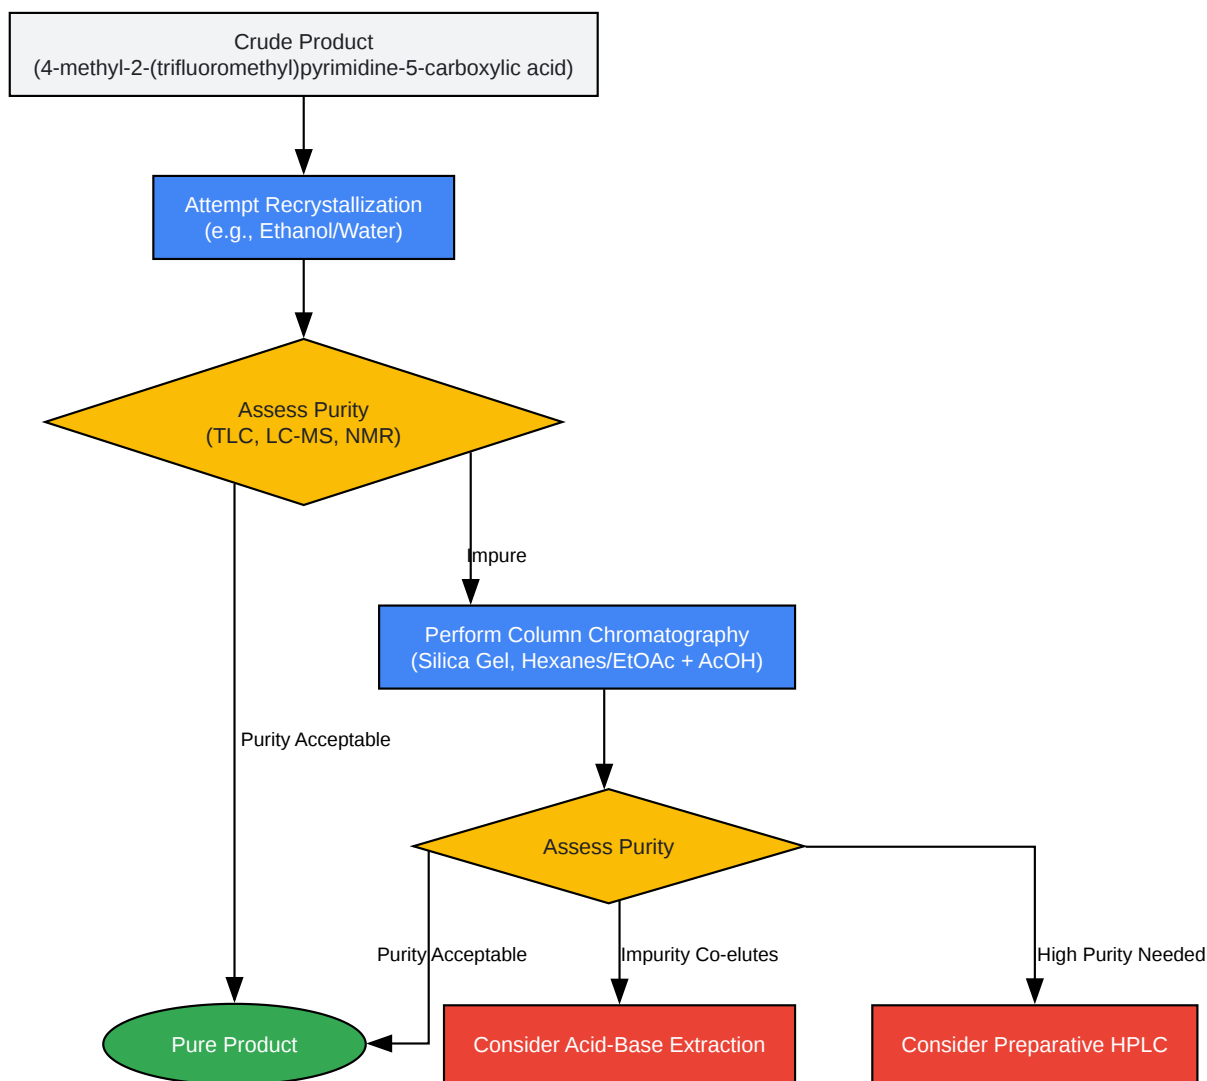 Crude Product
(4-methyl-2-(trifluoromethyl)pyrimidine-5-carboxylic acid)
Attempt Recrystallization
(e.g., Ethanol/Water)
Assess Purity
(TLC, LC-MS, NMR)
Impure
Perform Column Chromatography
(Silica Gel, Hexanes/EtOAc + AcOH)
Purity Acceptable
Assess Purity
Purity Acceptable
Impurity Co-elutes
High Purity Needed
Pure Product
Consider Acid-Base Extraction
Consider Preparative HPLC